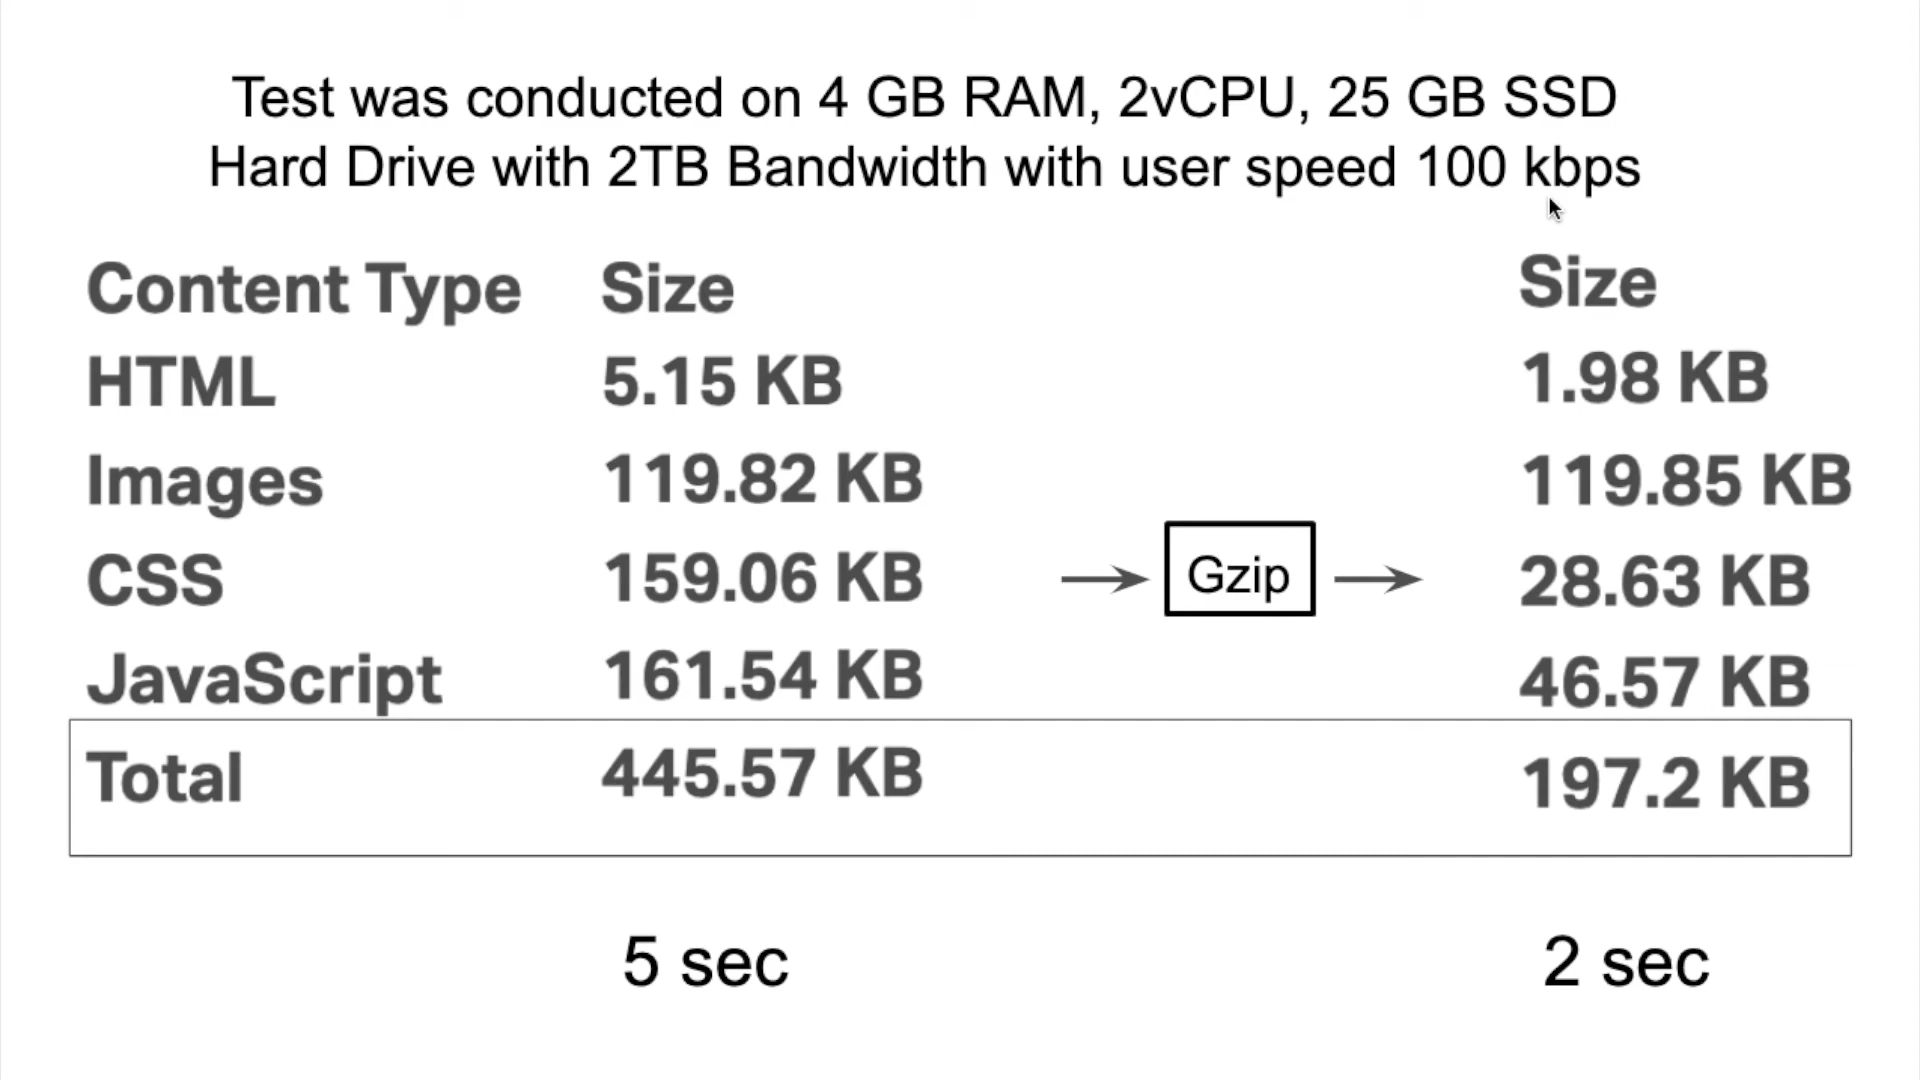 Test was conducted on 4 GB RAM, 2vCPU, 25 GB SSD
Hard Drive with 2TB Bandwidth with user speed 100 kbps
Content Type Size Size
HTML 5.15 KB 1.98 KB
Images 119.82 KB 119.85 KB
CSS 159.06 KB Gzip 28.63 KB
JavaScript 161.54 KB 46.57 KB
Total 445.57 KB 197.2 KB
5 sec 2 sec